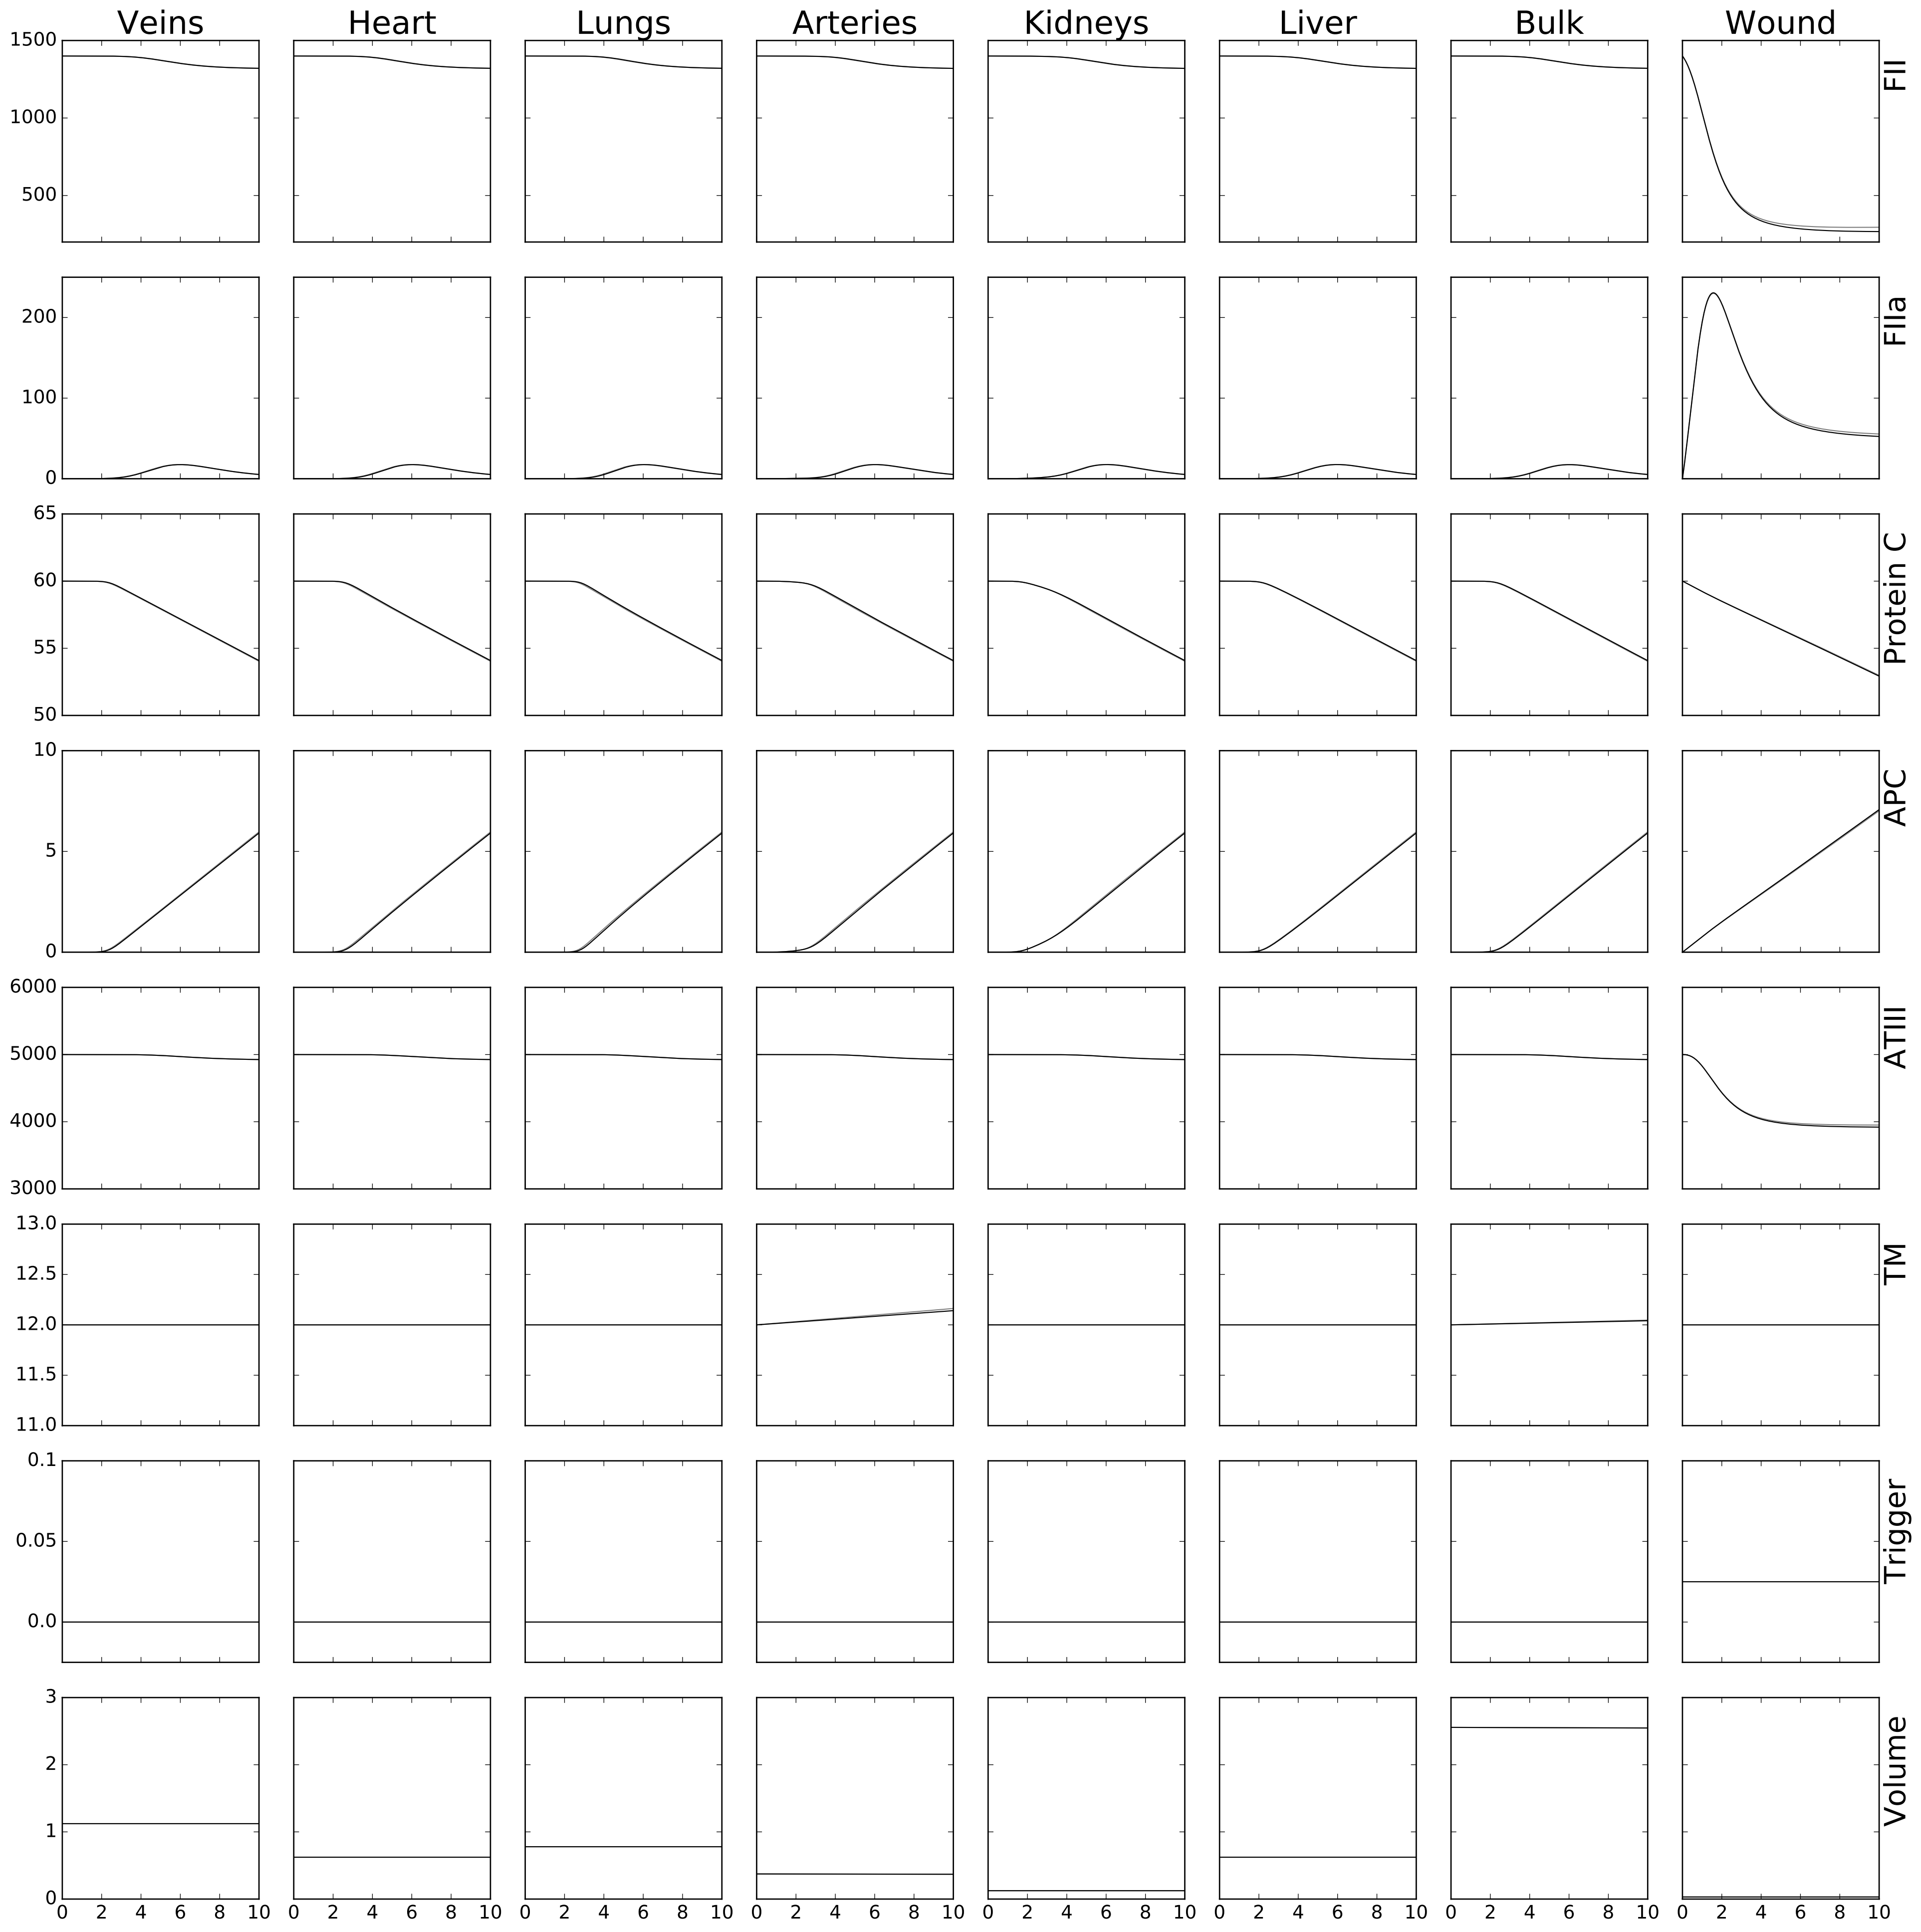 Veins Heart Lungs Arteries Kidneys Liver Bulk Wound
1500
1000
500
FII
200
100
0
FIIa
65
60
55
50
Protein C
10
5
0
APC
6000
5000
4000
3000
ATIII
13.0
12.5
12.0
11.5
11.0
TM
0.1
0.05
0.0
Trigger
3
2
1
0
Volume
0 2 4 6 8 10 0 2 4 6 8 10 0 2 4 6 8 10 0 2 4 6 8 10 0 2 4 6 8 10 0 2 4 6 8 10 0 2 4 6 8 10 0 2 4 6 8 10